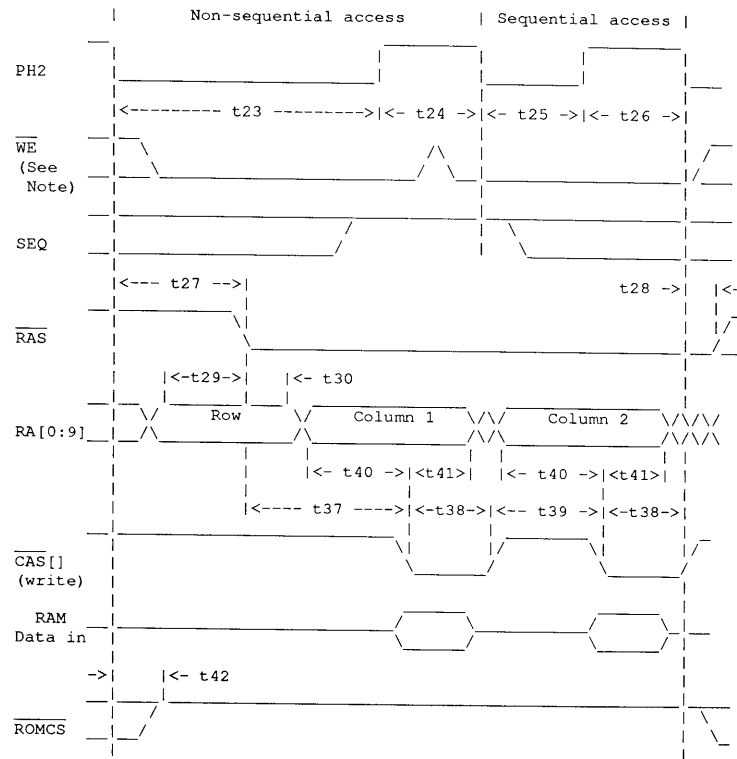 Non-sequential access | Sequential access |
PH2
<-------- t23 --------> <- t24 -> <- t25 -> <- t26 ->
WE
(See
Note)
SEQ
<--- t27 --> t28 -> <-
RAS
<-t29-> <- t30
Row Column 1 Column 2
RA[0:9]
<- t40 -> <t41> <- t40 -> <t41>
<---- t37 ----> <-t38-> <- t39 -> <-t38->
CAS[]
(write)
RAM
Data in
-> <- t42
ROMCS